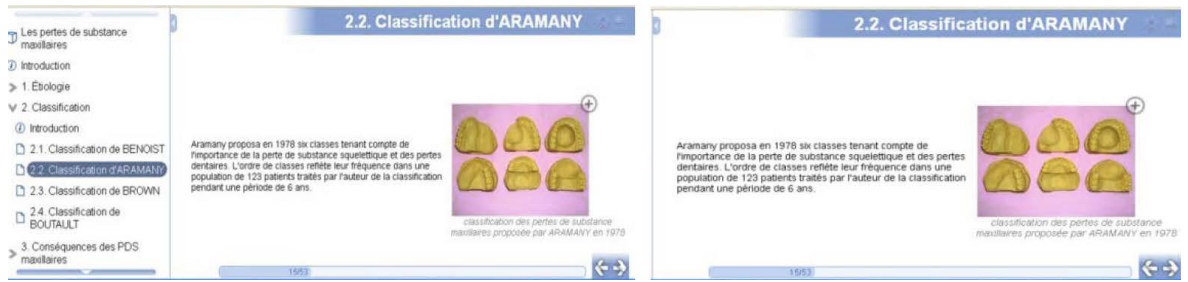 Les pertes de substance
maxillaires
Introduction
1. Étiologie
2. Classification
Introduction
2.1. Classification de BENOIST
2.2. Classification d'ARAMANY
2.3. Classification de BROWN
2.4. Classification de
BOUTAULT
3. Conséquences des PDS
maxillaires
2.2. Classification d'ARAMANY
Aramany proposa en 1978 six classes tenant compte de
l'importance de la perte de substance squelettique et des pertes
dentaires. L'ordre de classes reflète leur fréquence dans une
population de 123 patients traités par l'auteur de la classification
pendant une période de 6 ans.
classification des pertes de substance
maxillaires proposée par ARAMANY en 1978
15/53
2.2. Classification d'ARAMANY
Aramany proposa en 1978 six classes tenant compte de
l'importance de la perte de substance squelettique et des pertes
dentaires. L'ordre de classes reflète leur fréquence dans une
population de 123 patients traités par l'auteur de la classification
pendant une période de 6 ans.
classification des pertes de substance
maxillaires proposée par ARAMANY en 1978
15/53